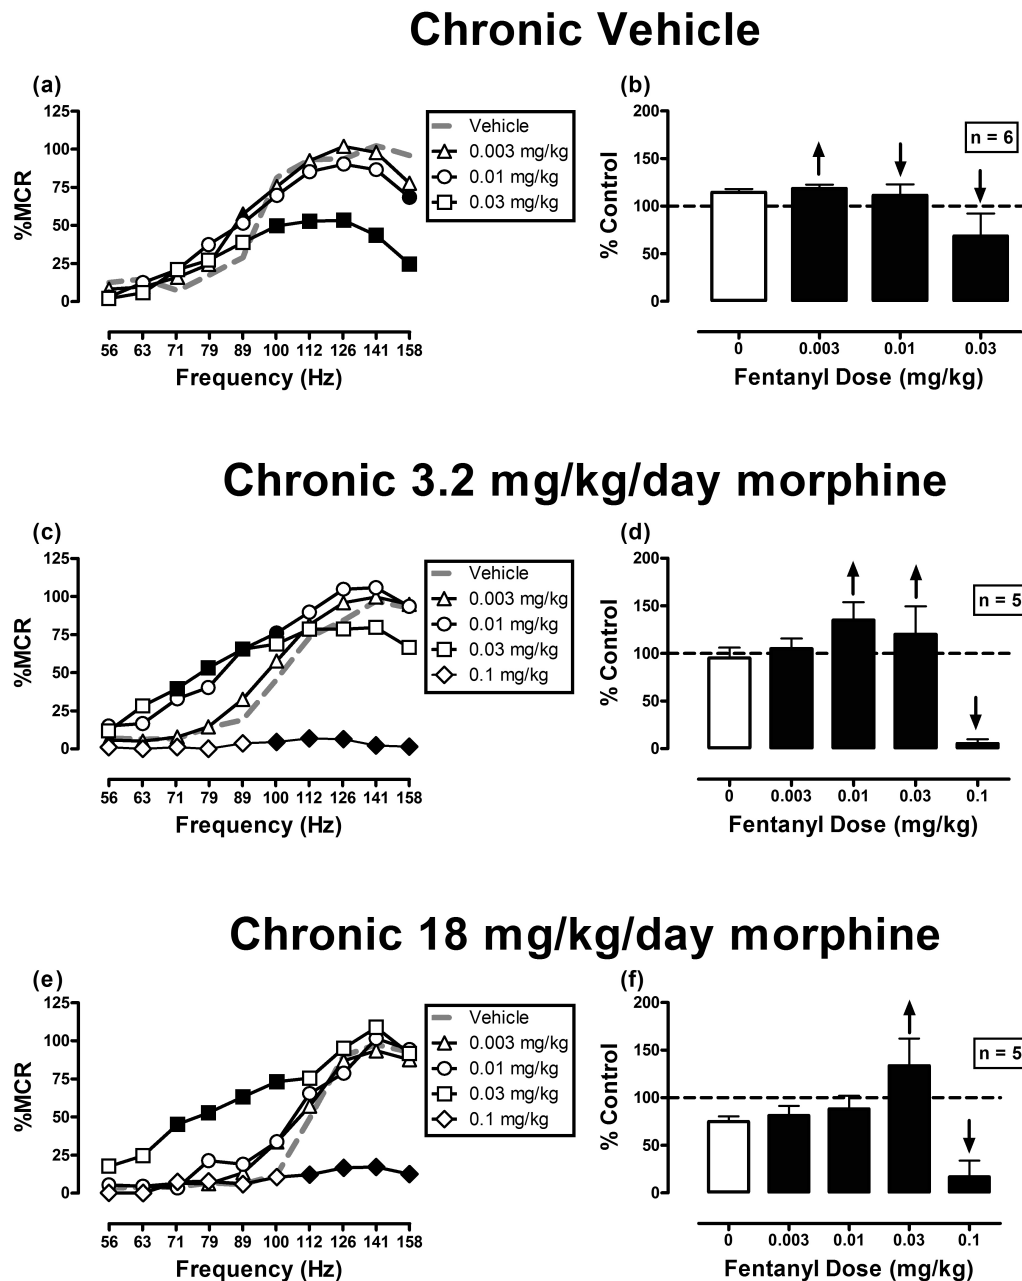 Chronic Vehicle
(a)
125
100
75
50
25
0
%MCR
56 63 71 79 89 100 112 126 141 158
Frequency (Hz)
Vehicle
0.003 mg/kg
0.01 mg/kg
0.03 mg/kg
(b)
200
150
100
50
0
% Control
n = 6
0 0.003 0.01 0.03
Fentanyl Dose (mg/kg)
Chronic 3.2 mg/kg/day morphine
(c)
125
100
75
50
25
0
%MCR
56 63 71 79 89 100 112 126 141 158
Frequency (Hz)
Vehicle
0.003 mg/kg
0.01 mg/kg
0.03 mg/kg
0.1 mg/kg
(d)
200
150
100
50
0
% Control
n = 5
0 0.003 0.01 0.03 0.1
Fentanyl Dose (mg/kg)
Chronic 18 mg/kg/day morphine
(e)
125
100
75
50
25
0
%MCR
56 63 71 79 89 100 112 126 141 158
Frequency (Hz)
Vehicle
0.003 mg/kg
0.01 mg/kg
0.03 mg/kg
0.1 mg/kg
(f)
200
150
100
50
0
% Control
n = 5
0 0.003 0.01 0.03 0.1
Fentanyl Dose (mg/kg)